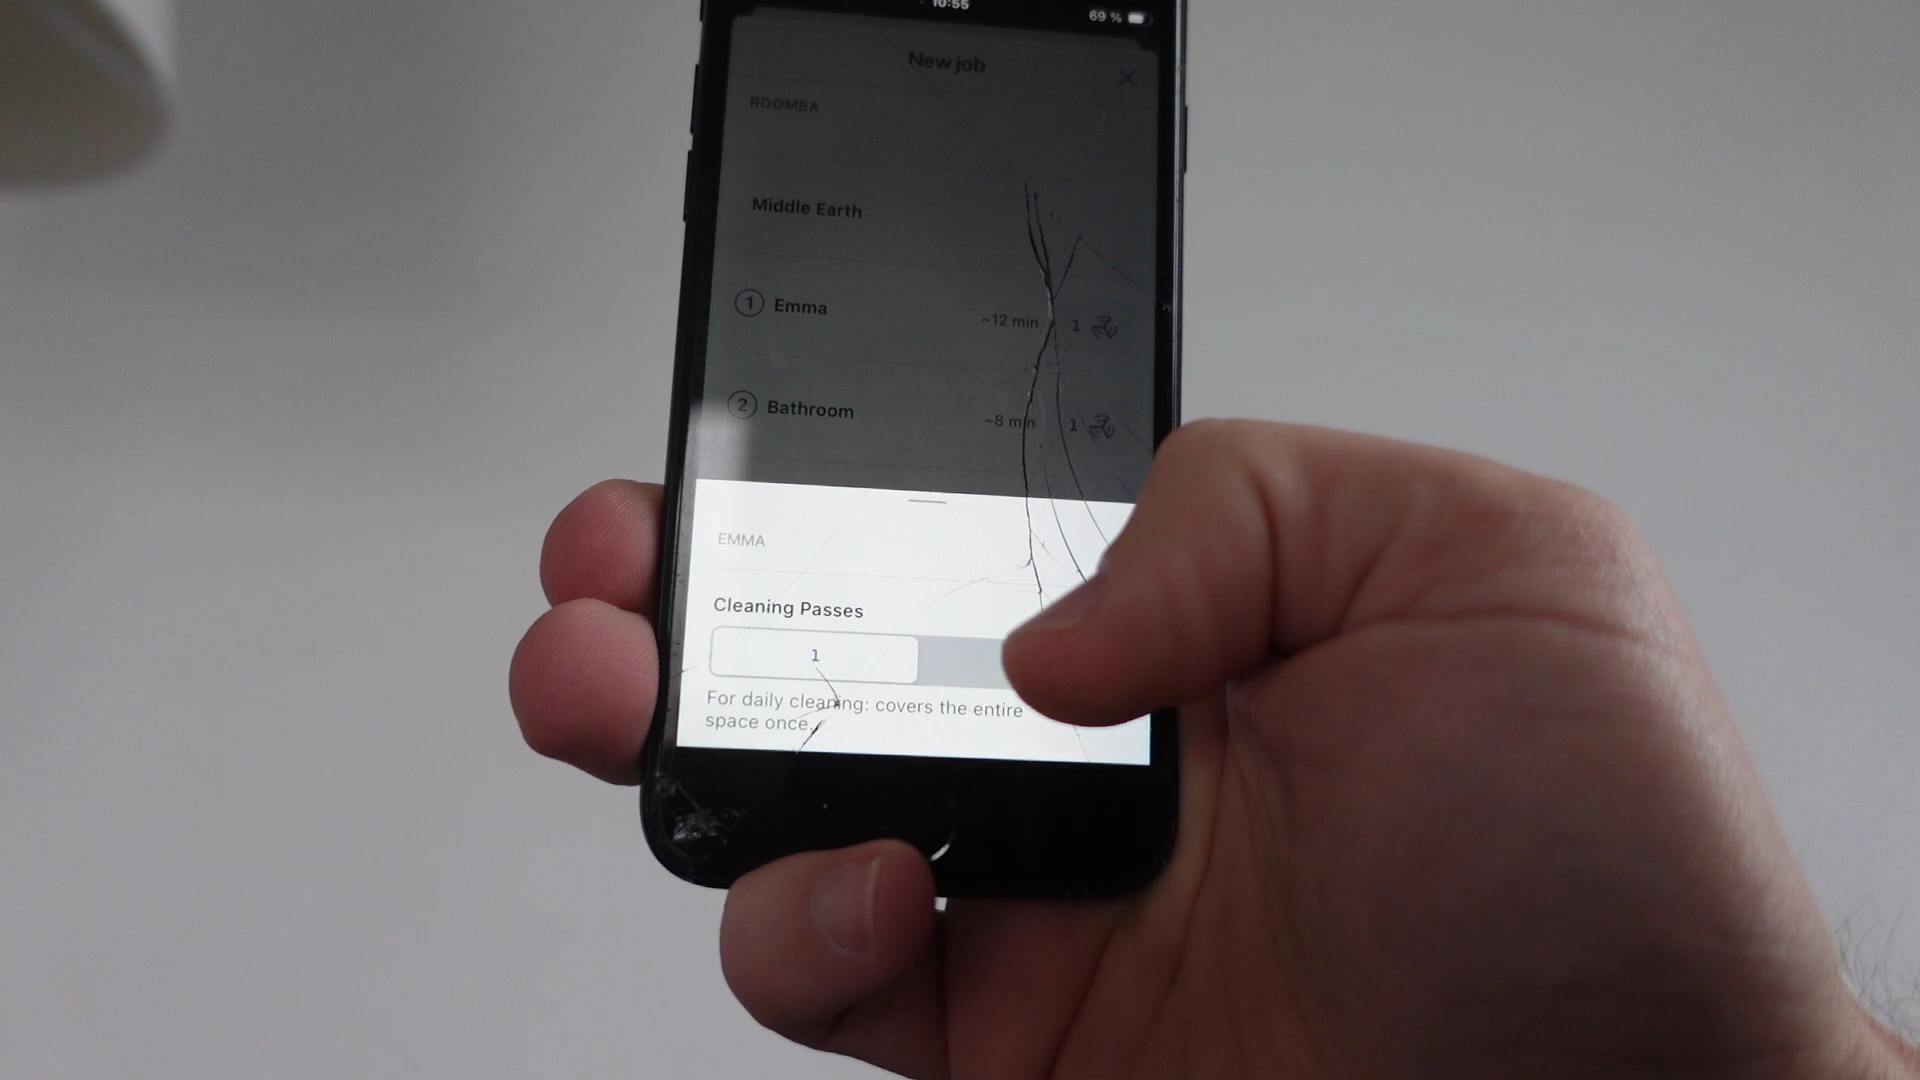 10:55
69 %
New job
ROOMBA
Middle Earth
1 Emma ~12 min 1
2 Bathroom ~8 min 1
EMMA
Cleaning Passes
1
For daily cleaning: covers the entire
space once.